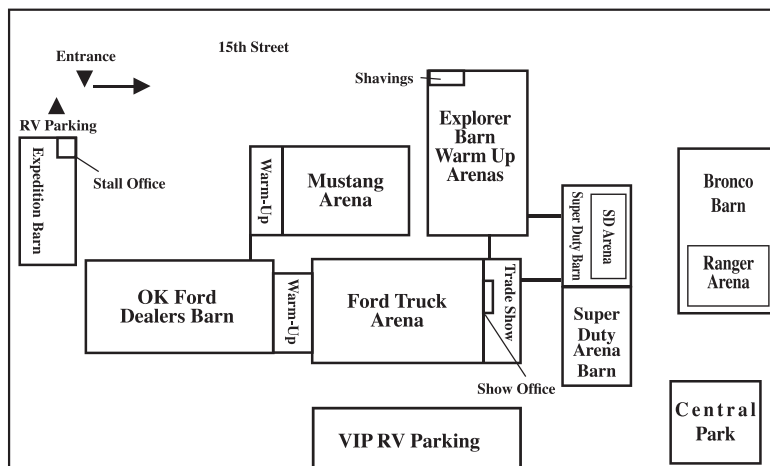 15th Street
Entrance
Shavings
RV Parking
Explorer
Barn
Warm Up
Arenas
Expedition Barn
Stall Office
Warm-Up
Mustang
Arena
Super Duty Barn
SD Arena
Bronco
Barn
Ranger
Arena
OK Ford
Dealers Barn
Warm-Up
Ford Truck
Arena
Trade Show
Super
Duty
Arena
Barn
Show Office
VIP RV Parking
Central
Park